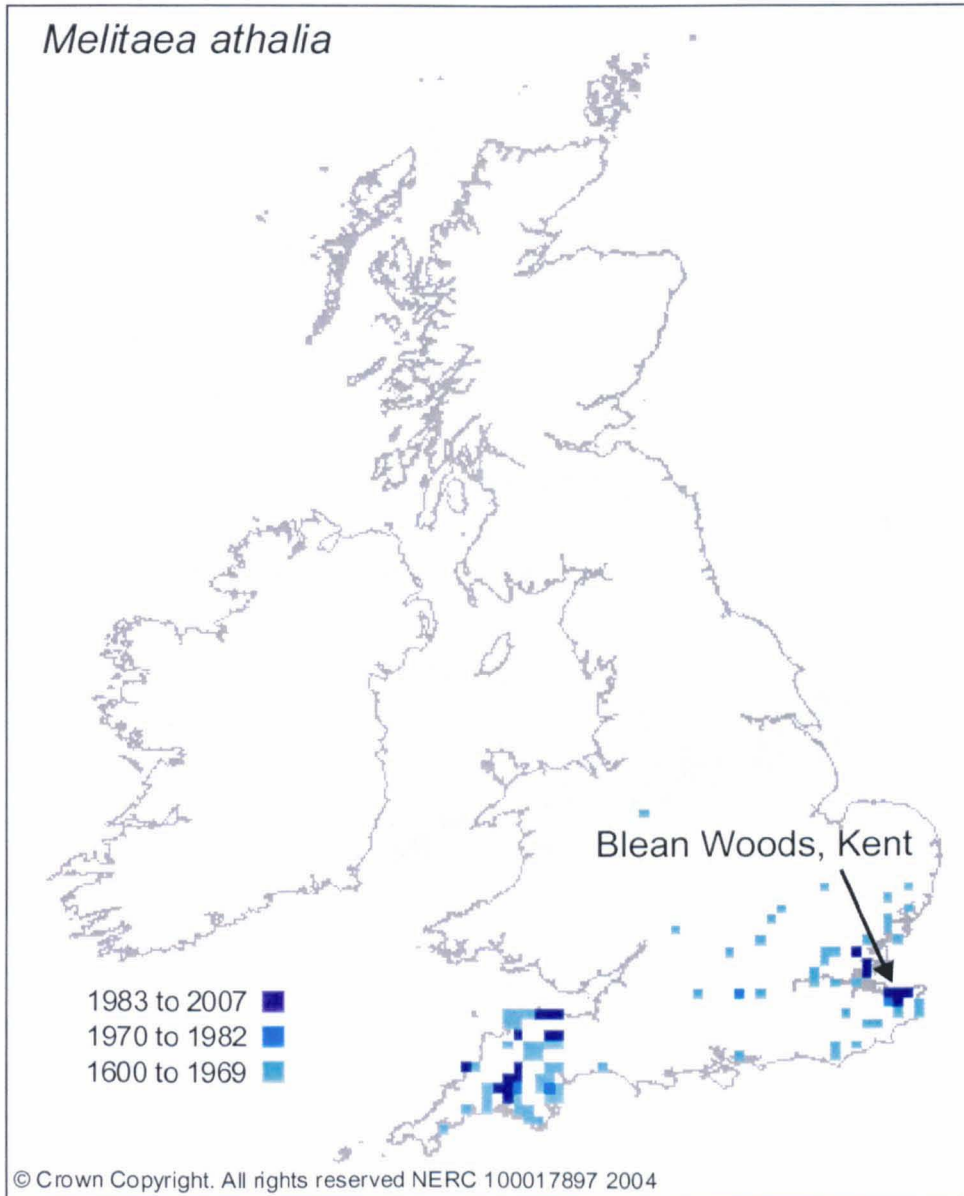 Melitaea athalia
Blean Woods, Kent
1983 to 2007
1970 to 1982
1600 to 1969
© Crown Copyright. All rights reserved NERC 100017897 2004